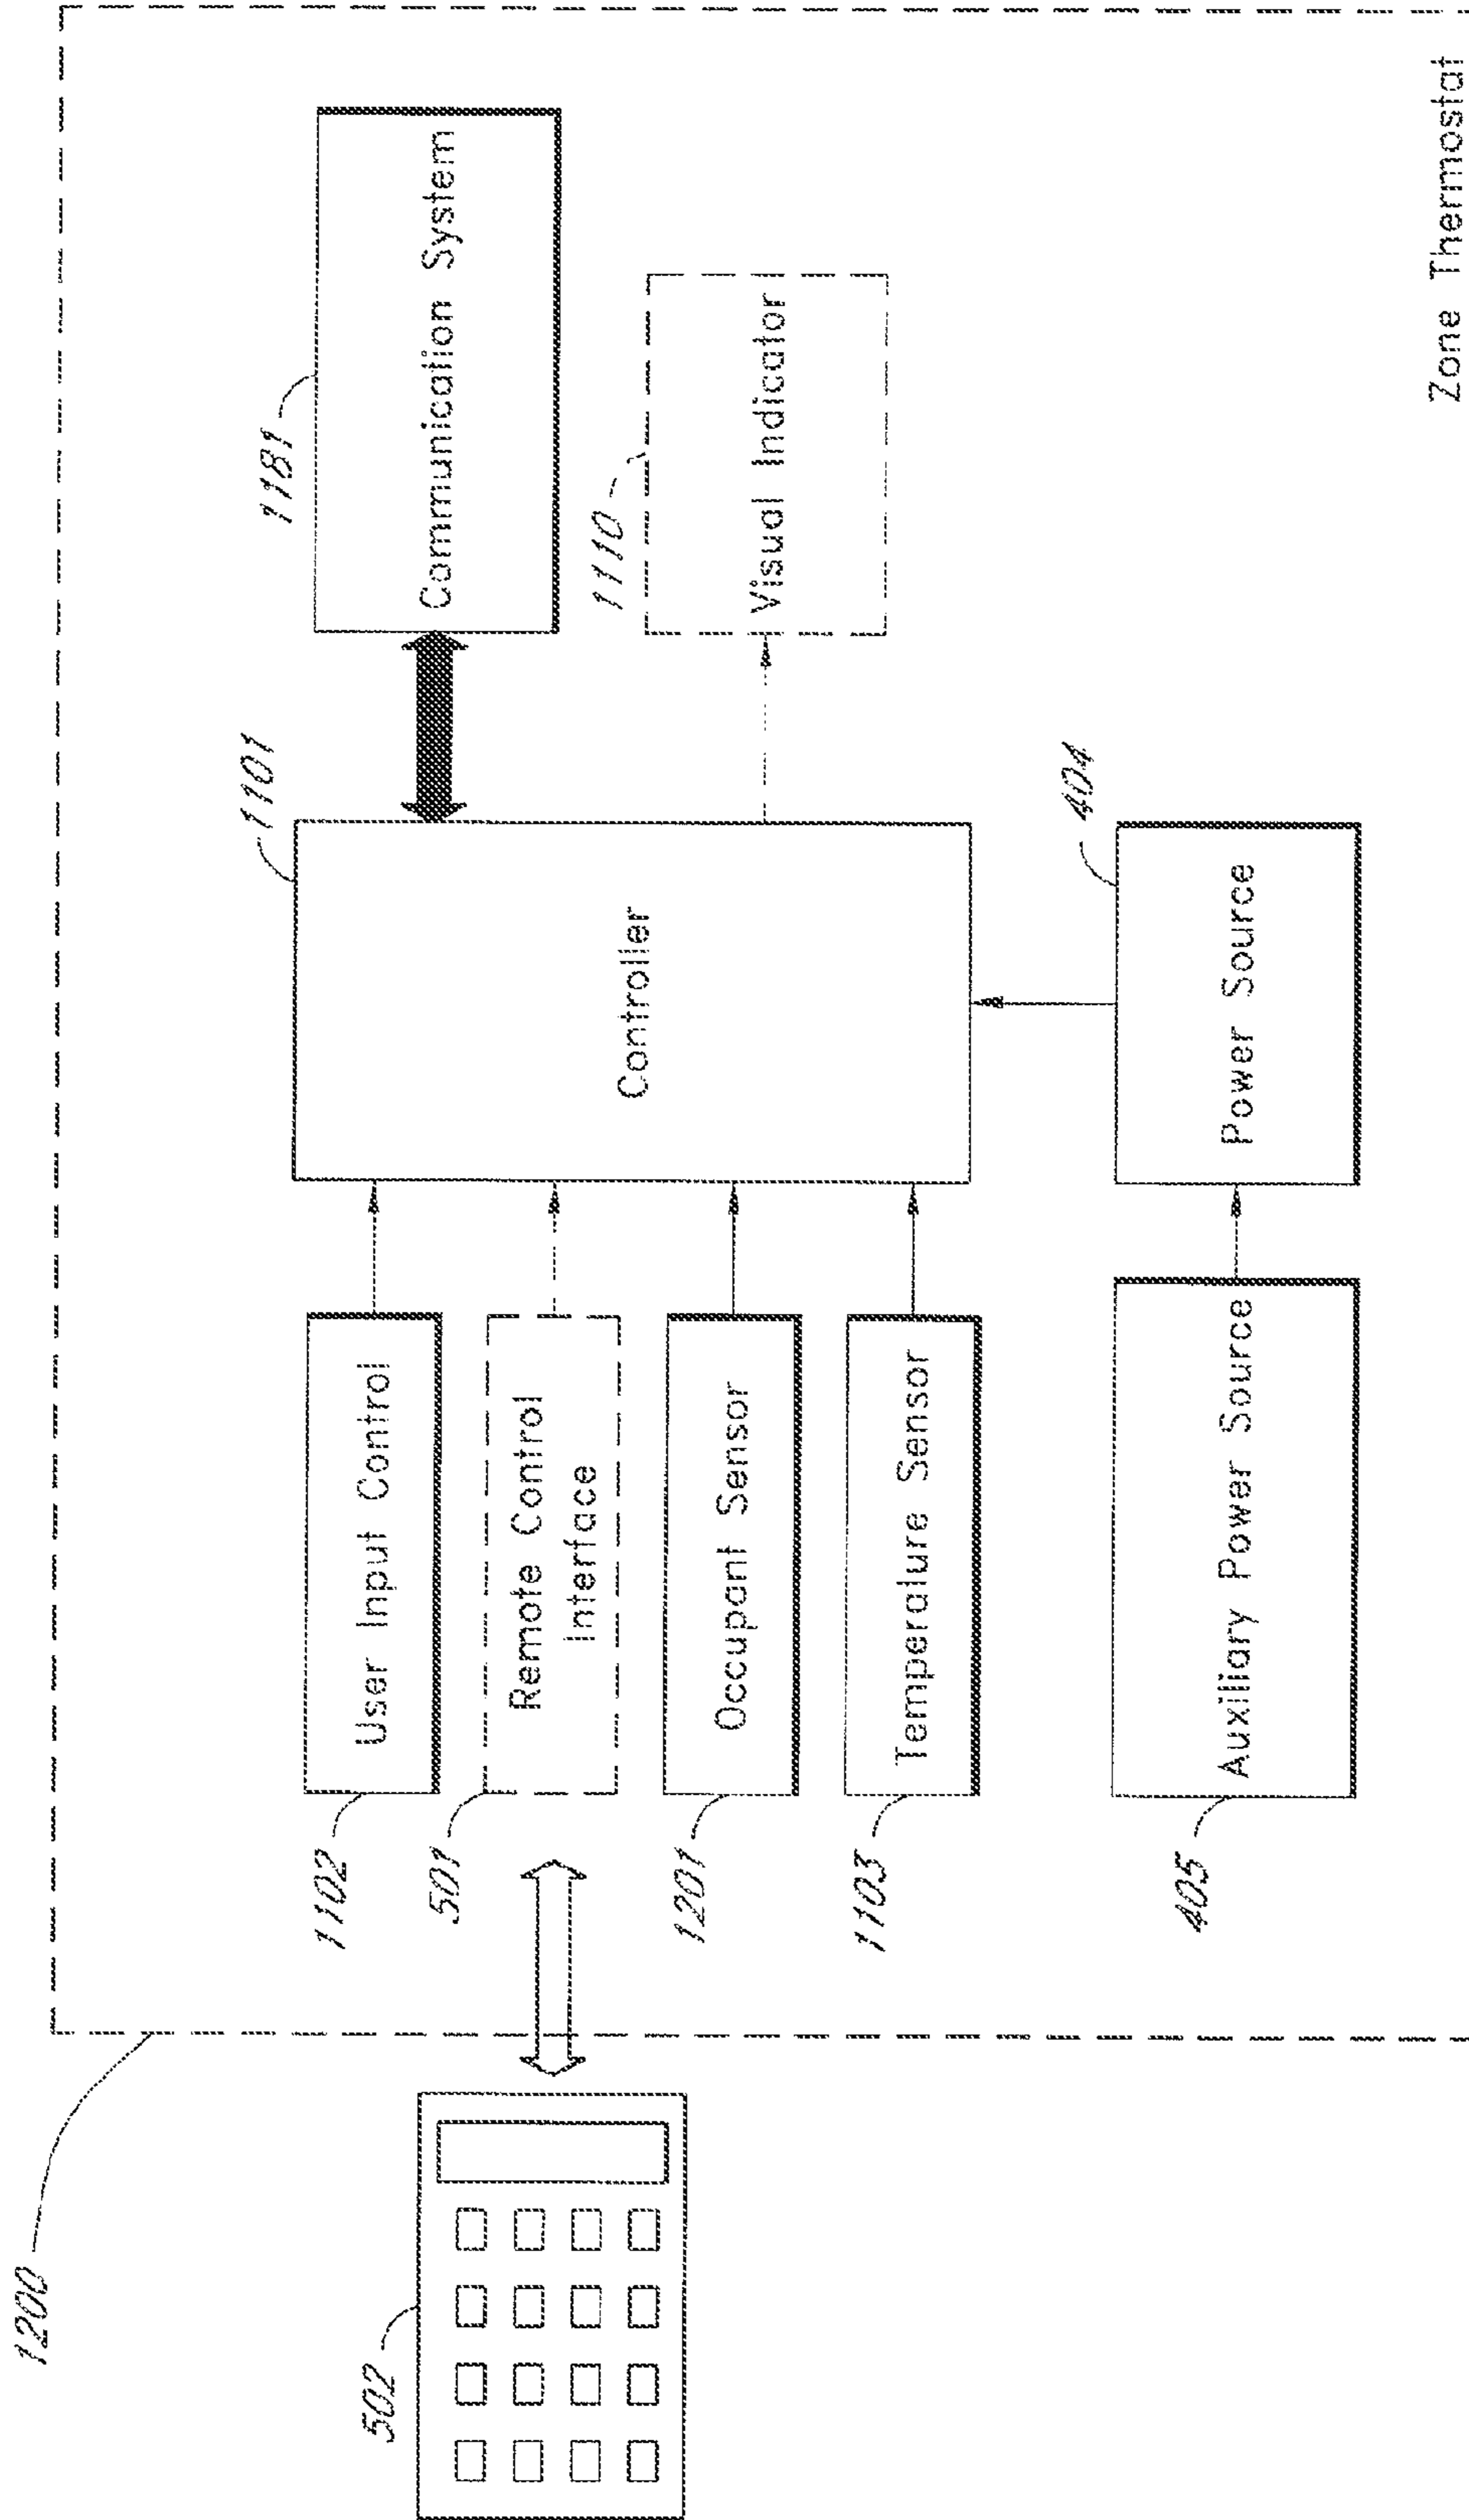 1200
502
1102
User Input Control
501
Remote Control
Interface
1201
Occupant Sensor
1103
Temperature Sensor
405
Auxiliary Power Source
1101
Controller
404
Power Source
1181
Communication System
1110
Visual Indicator
Zone Thermostat